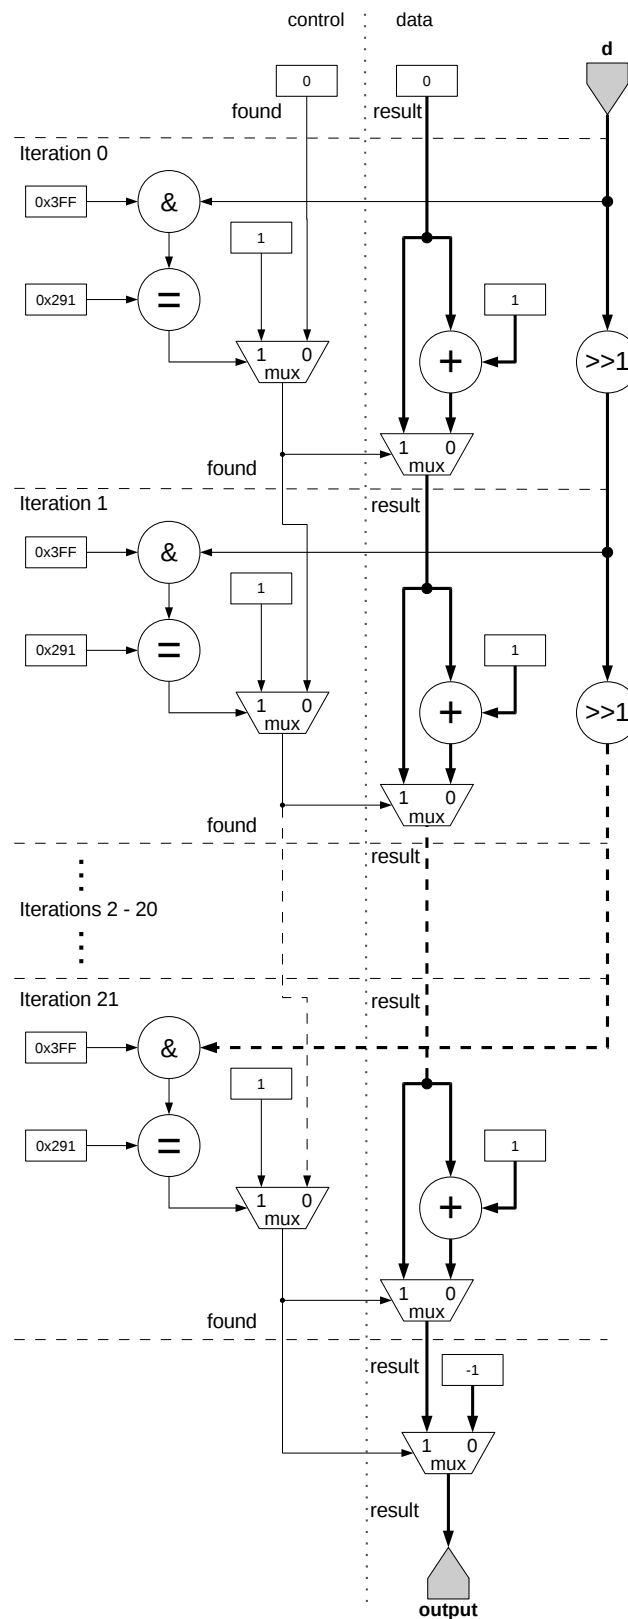 control data
d
0 0
found result
Iteration 0
0x3FF &
1
0x291 = 1
1 0
mux
+ >>1
1 0
mux
found
result
Iteration 1
0x3FF &
1
0x291 = 1
1 0
mux
+ >>1
1 0
mux
found
result
Iterations 2 - 20
result
Iteration 21
0x3FF &
1
0x291 = 1
1 0
mux
+
1 0
mux
found
result
-1
1 0
mux
result
output